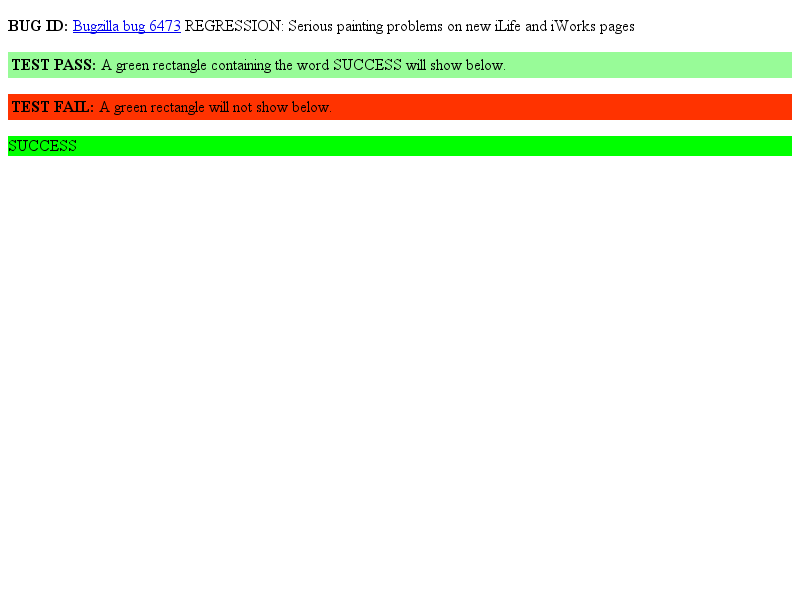 BUG ID: Bugzilla bug 6473 REGRESSION: Serious painting problems on new iLife and iWorks pages
TEST PASS: A green rectangle containing the word SUCCESS will show below.
TEST FAIL: A green rectangle will not show below.
SUCCESS